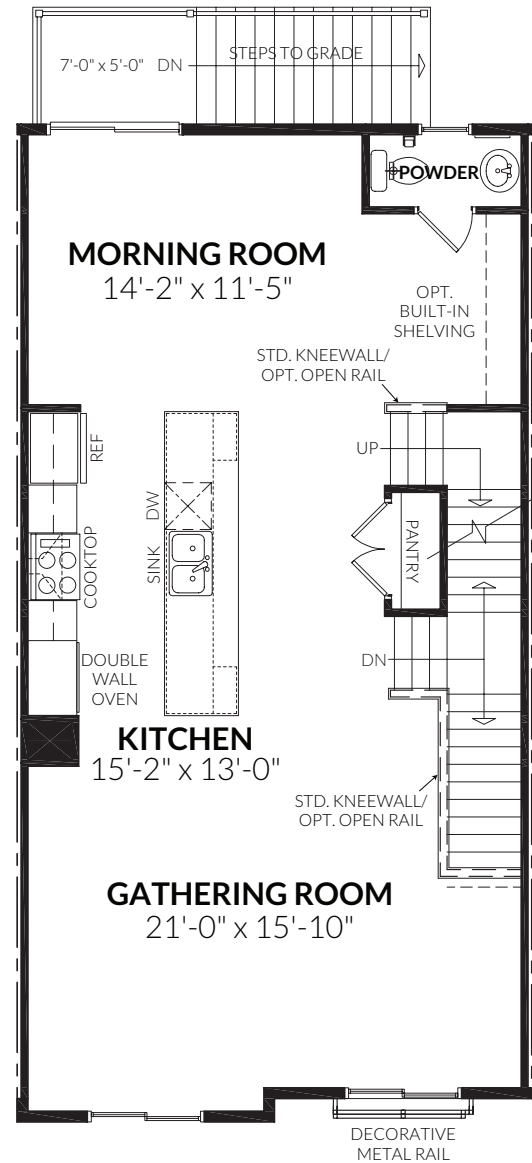 STEPS TO GRADE
7'-0" x 5'-0" DN
POWDER
MORNING ROOM
14'-2" x 11'-5"
OPT.
BUILT-IN
SHELVING
STD. KNEEWALL/
OPT. OPEN RAIL
REF
UP
DW
PANTRY
COOKTOP
SINK
DOUBLE
WALL
OVEN
DN
KITCHEN
15'-2" x 13'-0"
STD. KNEEWALL/
OPT. OPEN RAIL
GATHERING ROOM
21'-0" x 15'-10"
DECORATIVE
METAL RAIL